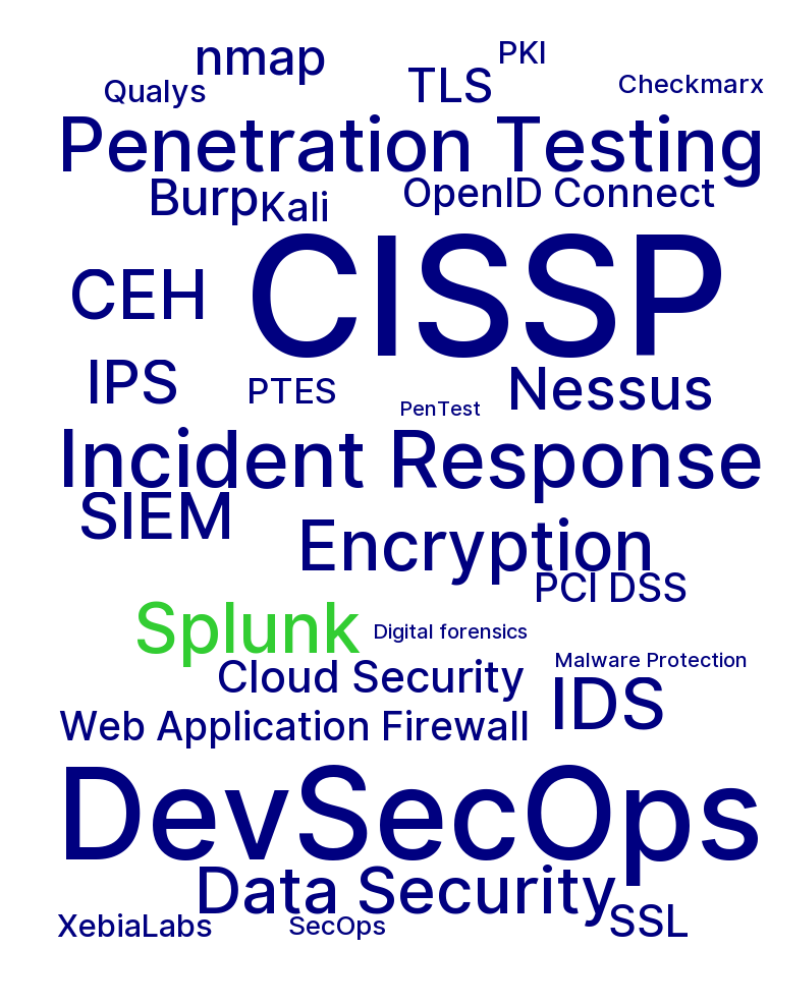 nmap
PKI
Qualys
TLS
Checkmarx
Penetration Testing
Burp
Kali
OpenID Connect
CISSP
CEH
IPS
PTES
Nessus
PenTest
Incident Response
SIEM
Encryption
PCI DSS
Splunk
Digital forensics
Malware Protection
Cloud Security
IDS
Web Application Firewall
DevSecOps
Data Security
XebiaLabs
SecOps
SSL